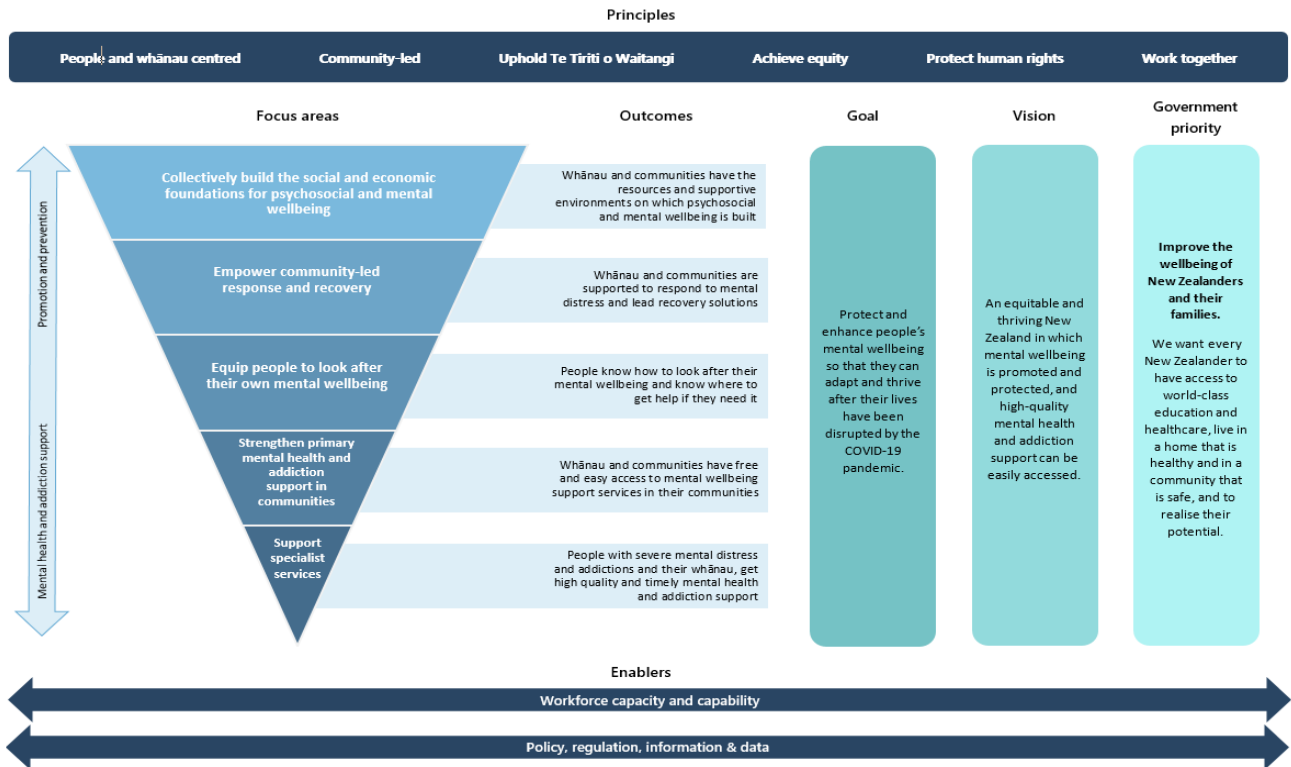 Principles
People and whānau centred
Community-led
Uphold Te Tiriti o Waitangi
Achieve equity
Protect human rights
Work together
Focus areas
Outcomes
Goal
Vision
Government
priority
Promotion and prevention
Mental health and addiction support
Collectively build the social and economic
foundations for psychosocial and mental
wellbeing
Whānau and communities have the
resources and supportive
environments on which psychosocial
and mental wellbeing is built
Empower community-led
response and recovery
Whānau and communities are
supported to respond to mental
distress and lead recovery solutions
Equip people to look after
their own mental wellbeing
People know how to look after their
mental wellbeing and know where to
get help if they need it
Strengthen primary
mental health and
addiction
support in
communities
Whānau and communities have free
and easy access to mental wellbeing
support services in their communities
Support
specialist
services
People with severe mental distress
and addictions and their whānau, get
high quality and timely mental health
and addiction support
Protect and
enhance people’s
mental wellbeing
so that they can
adapt and thrive
after their lives
have been
disrupted by the
COVID-19
pandemic.
An equitable and
thriving New
Zealand in which
mental wellbeing
is promoted and
protected, and
high-quality
mental health
and addiction
support can be
easily accessed.
Improve the
wellbeing of
New Zealanders
and their
families.
We want every
New Zealander to
have access to
world-class
education and
healthcare, live in
a home that is
healthy and in a
community that
is safe, and to
realise their
potential.
Enablers
Workforce capacity and capability
Policy, regulation, information & data